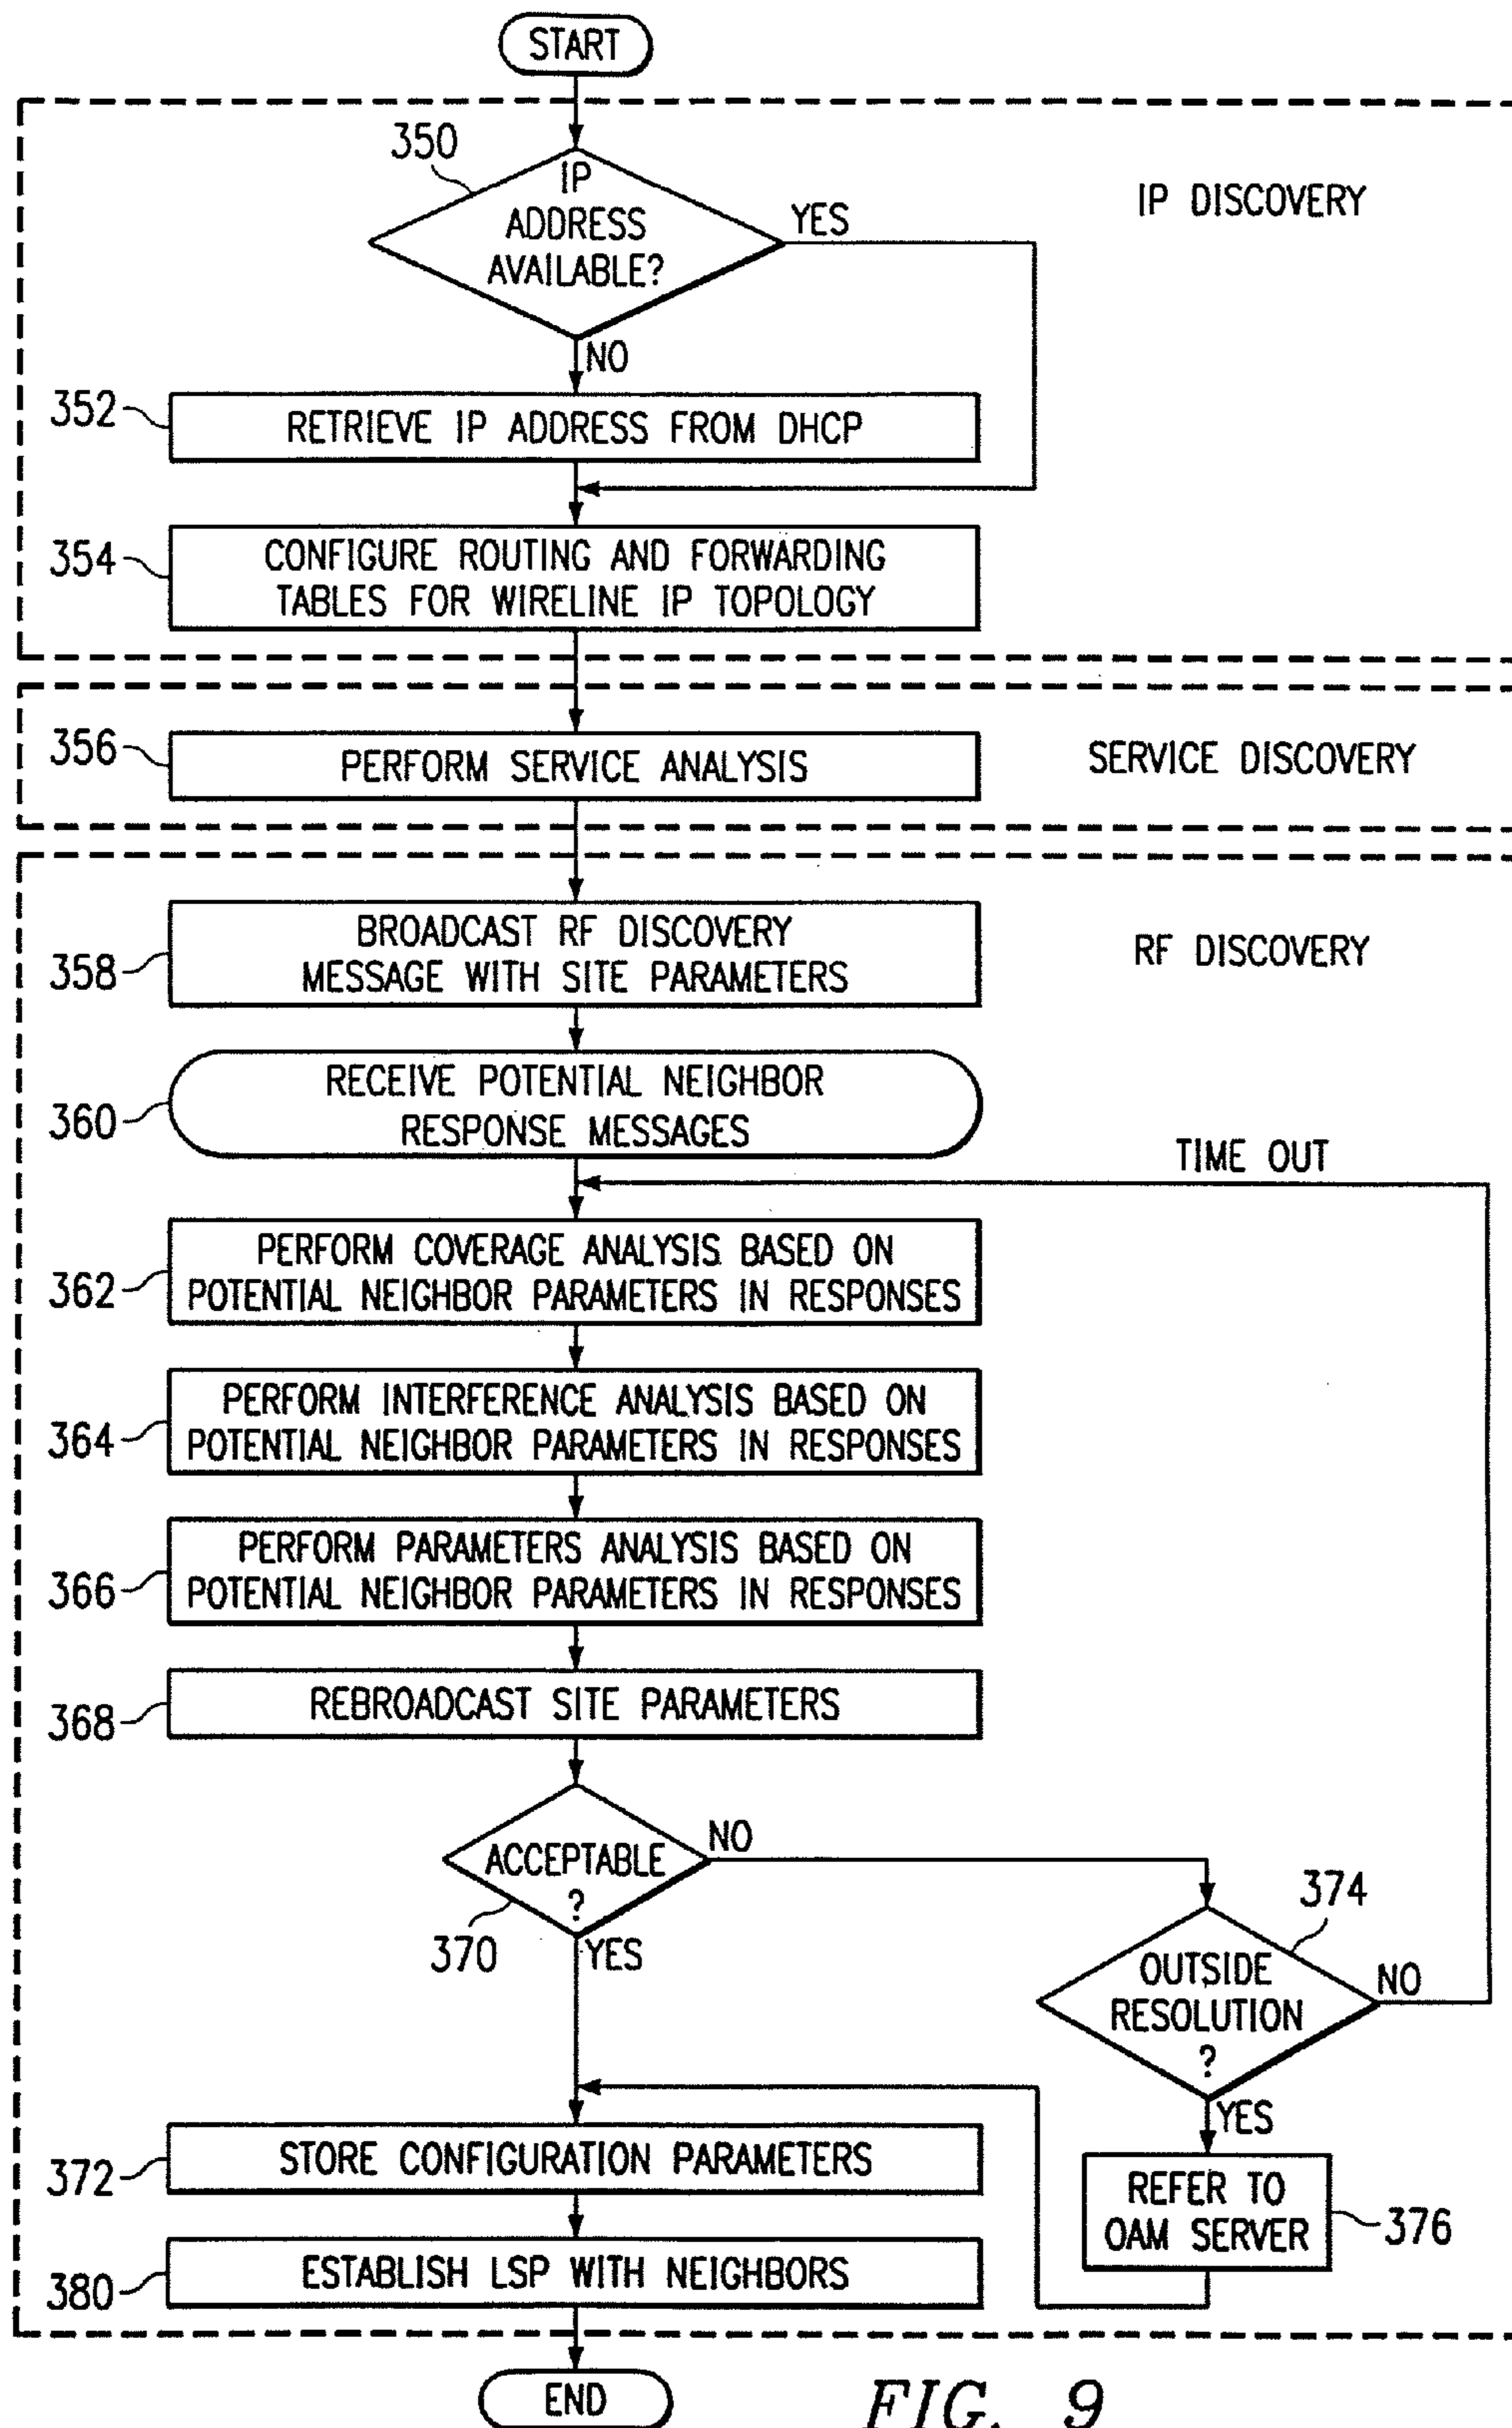 START
350
IP
ADDRESS
AVAILABLE?
YES
IP DISCOVERY
NO
352
RETRIEVE IP ADDRESS FROM DHCP
354
CONFIGURE ROUTING AND FORWARDING
TABLES FOR WIRELINE IP TOPOLOGY
356
PERFORM SERVICE ANALYSIS
SERVICE DISCOVERY
358
BROADCAST RF DISCOVERY
MESSAGE WITH SITE PARAMETERS
RF DISCOVERY
360
RECEIVE POTENTIAL NEIGHBOR
RESPONSE MESSAGES
TIME OUT
362
PERFORM COVERAGE ANALYSIS BASED ON
POTENTIAL NEIGHBOR PARAMETERS IN RESPONSES
364
PERFORM INTERFERENCE ANALYSIS BASED ON
POTENTIAL NEIGHBOR PARAMETERS IN RESPONSES
366
PERFORM PARAMETERS ANALYSIS BASED ON
POTENTIAL NEIGHBOR PARAMETERS IN RESPONSES
368
REBROADCAST SITE PARAMETERS
ACCEPTABLE
?
NO
370
YES
374
OUTSIDE
RESOLUTION
?
NO
YES
372
STORE CONFIGURATION PARAMETERS
REFER TO
OAM SERVER
376
380
ESTABLISH LSP WITH NEIGHBORS
END
FIG. 9